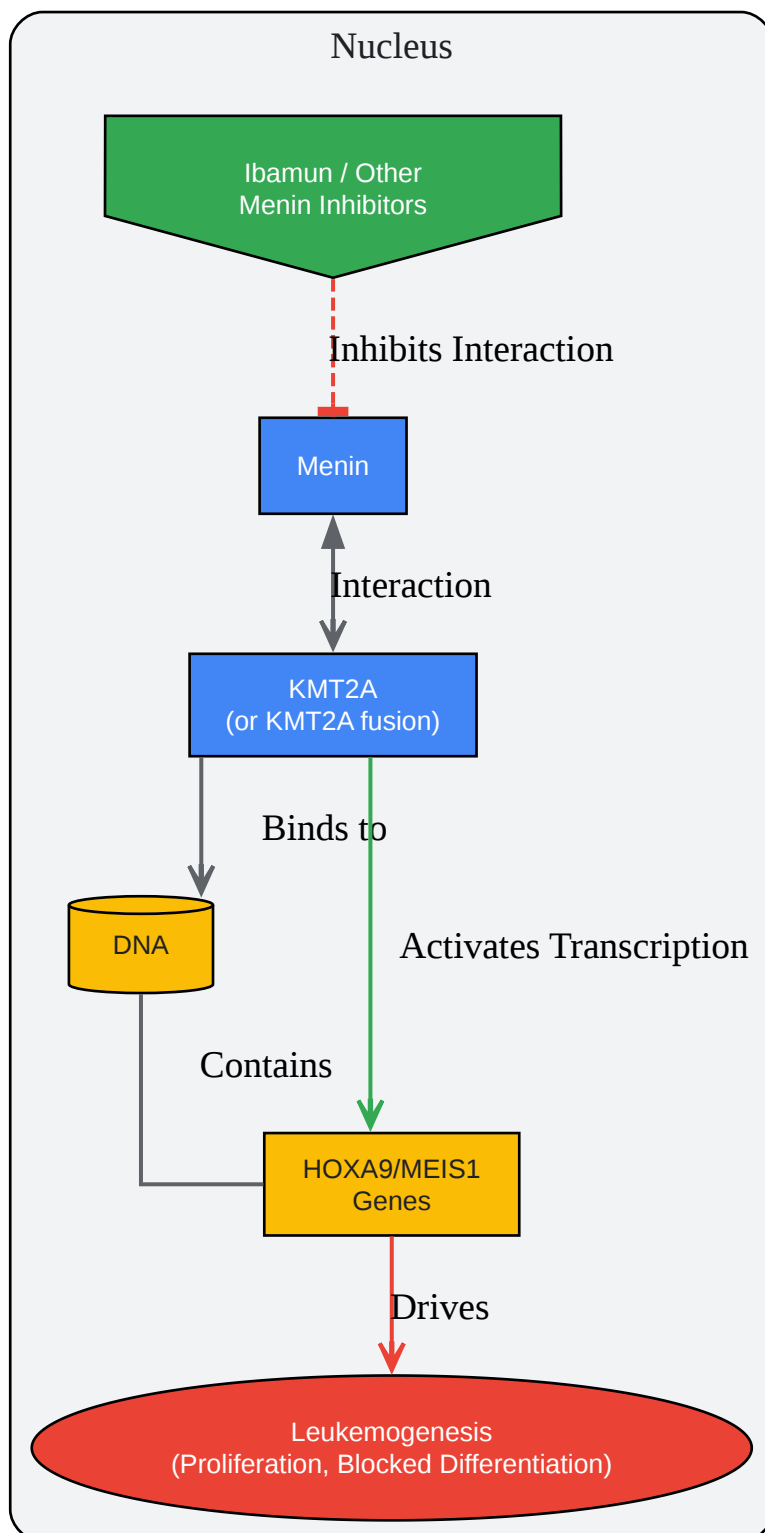 Nucleus
Ibamun / Other
Menin Inhibitors
Inhibits Interaction
Menin
Interaction
KMT2A
(or KMT2A fusion)
Binds to
DNA
Activates Transcription
Contains
HOXA9/MEIS1
Genes
Drives
Leukemogenesis
(Proliferation, Blocked Differentiation)